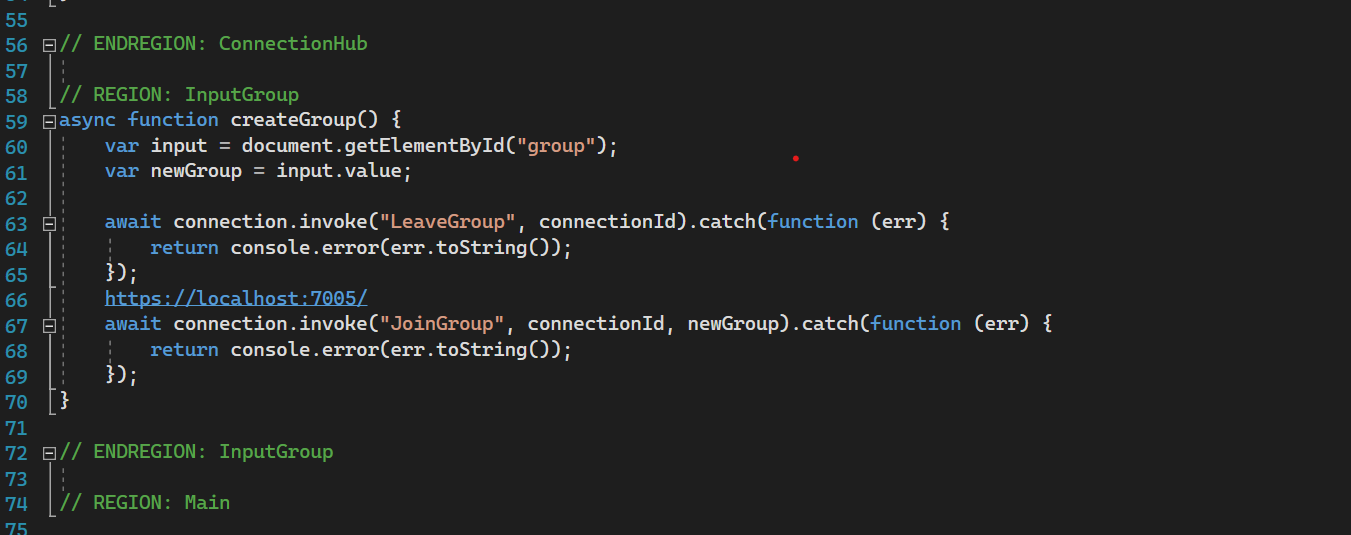 55
56 // ENDREGION: ConnectionHub
57
58 // REGION: InputGroup
59 async function createGroup() {
60     var input = document.getElementById("group");
61     var newGroup = input.value;
62
63     await connection.invoke("LeaveGroup", connectionId).catch(function (err) {
64         return console.error(err.toString());
65     });
66     https://localhost:7005/
67     await connection.invoke("JoinGroup", connectionId, newGroup).catch(function (err) {
68         return console.error(err.toString());
69     });
70 }
71
72 // ENDREGION: InputGroup
73
74 // REGION: Main
75